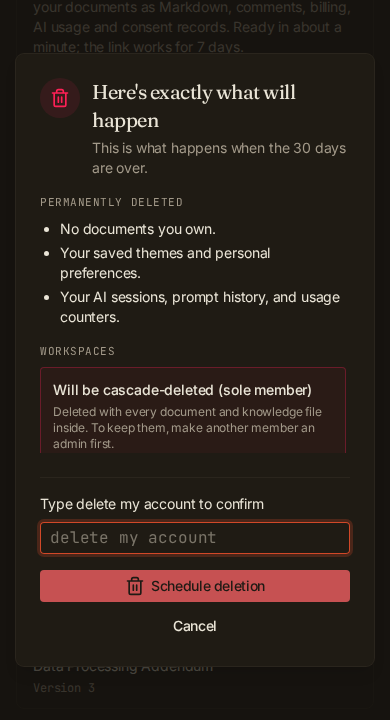 your documents as Markdown, comments, billing,
AI usage and consent records. Ready in about a
minute; the link works for 7 days.
Here's exactly what will
happen
This is what happens when the 30 days
are over.
PERMANENTLY DELETED
• No documents you own.
• Your saved themes and personal
preferences.
• Your AI sessions, prompt history, and usage
counters.
WORKSPACES
Will be cascade-deleted (sole member)
Deleted with every document and knowledge file
inside. To keep them, make another member an
admin first.
Type delete my account to confirm
delete my account
Schedule deletion
Cancel
Data Processing Addendum
Version 3